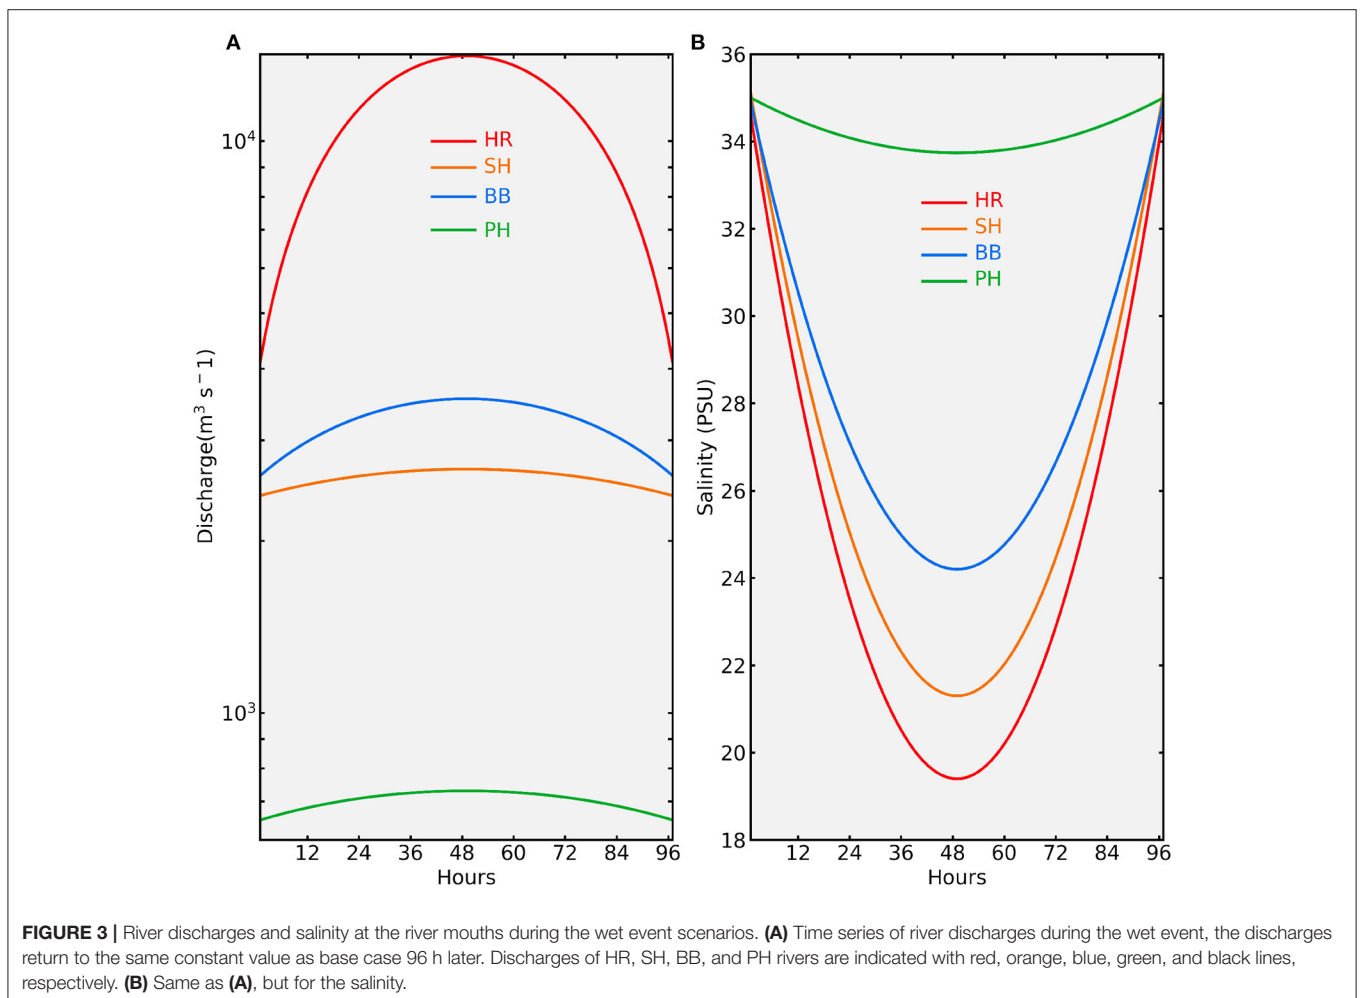 A
B
10⁴
10³
Discharge(m³ s⁻1)
HR
SH
BB
PH
12 24 36 48 60 72 84 96
Hours
36
34
32
30
28
26
24
22
20
18
Salinity (PSU)
HR
SH
BB
PH
12 24 36 48 60 72 84 96
Hours
FIGURE 3 | River discharges and salinity at the river mouths during the wet event scenarios. (A) Time series of river discharges during the wet event, the discharges
return to the same constant value as base case 96 h later. Discharges of HR, SH, BB, and PH rivers are indicated with red, orange, blue, green, and black lines,
respectively. (B) Same as (A), but for the salinity.